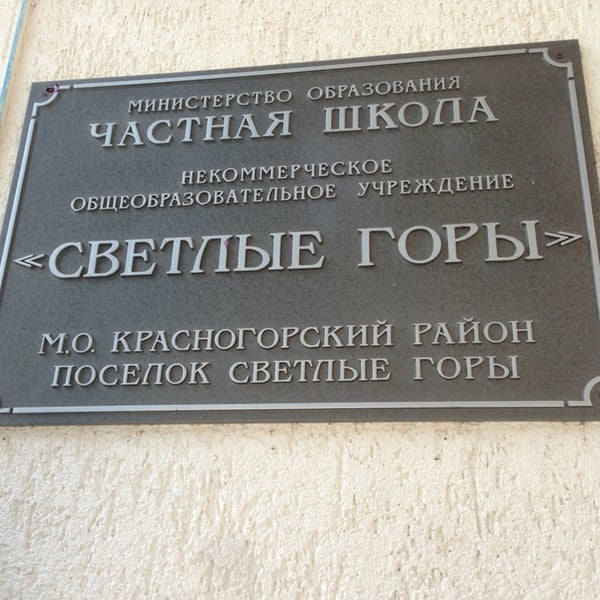 МИНИСТЕРСТВО ОБРАЗОВАНИЯ
ЧАСТНАЯ ШКОЛА
НЕКОММЕРЧЕСКОЕ
ОБЩЕОБРАЗОВАТЕЛЬНОЕ УЧРЕЖДЕНИЕ
«СВЕТЛЫЕ ГОРЫ»
М.О. КРАСНОГОРСКИЙ РАЙОН
ПОСЕЛОК СВЕТЛЫЕ ГОРЫ